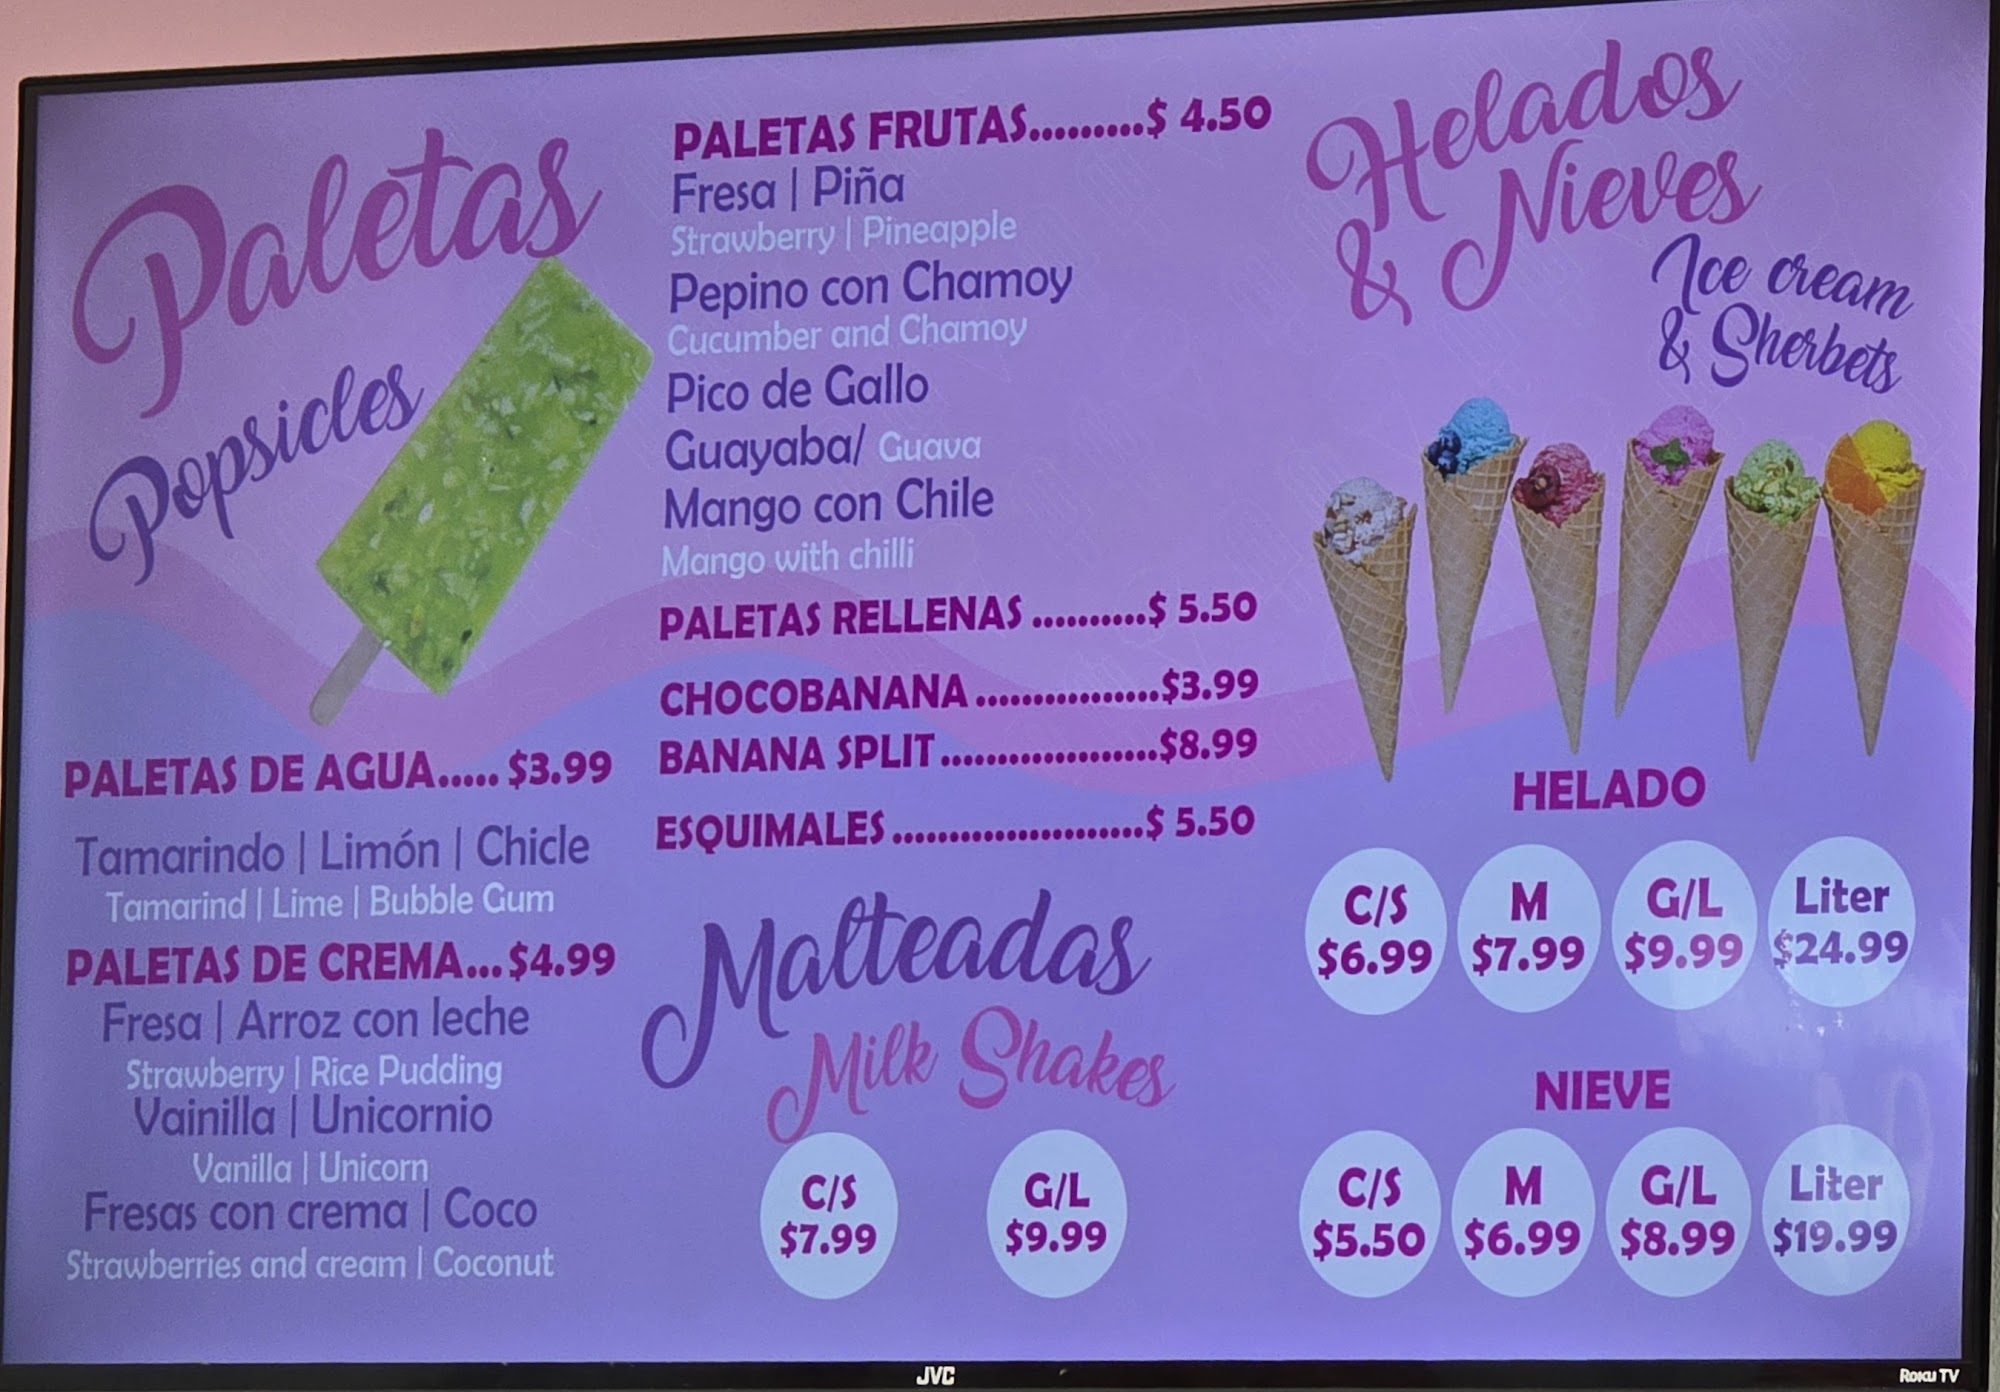 Paletas
Popsicles
PALETAS DE AGUA..... $3.99
Tamarindo | Limón | Chicle
Tamarind | Lime | Bubble Gum
PALETAS DE CREMA...$4.99
Fresa | Arroz con leche
Strawberry | Rice Pudding
Vainilla | Unicornio
Vanilla | Unicorn
Fresas con crema | Coco
Strawberries and cream | Coconut
PALETAS FRUTAS.........$ 4.50
Fresa | Piña
Strawberry | Pineapple
Pepino con Chamoy
Cucumber and Chamoy
Pico de Gallo
Guayaba/ Guava
Mango con Chile
Mango with chilli
PALETAS RELLENAS ..........$ 5.50
CHOCOBANANA ................$3.99
BANANA SPLIT...................$8.99
ESQUIMALES......................$ 5.50
Malteadas
Milk Shakes
C/S
$7.99
G/L
$9.99
Helados
& Nieves
Ice cream
& Sherbets
HELADO
C/S
$6.99
M
$7.99
G/L
$9.99
Liter
$24.99
NIEVE
C/S
$5.50
M
$6.99
G/L
$8.99
Liter
$19.99
JVC
Roku TV